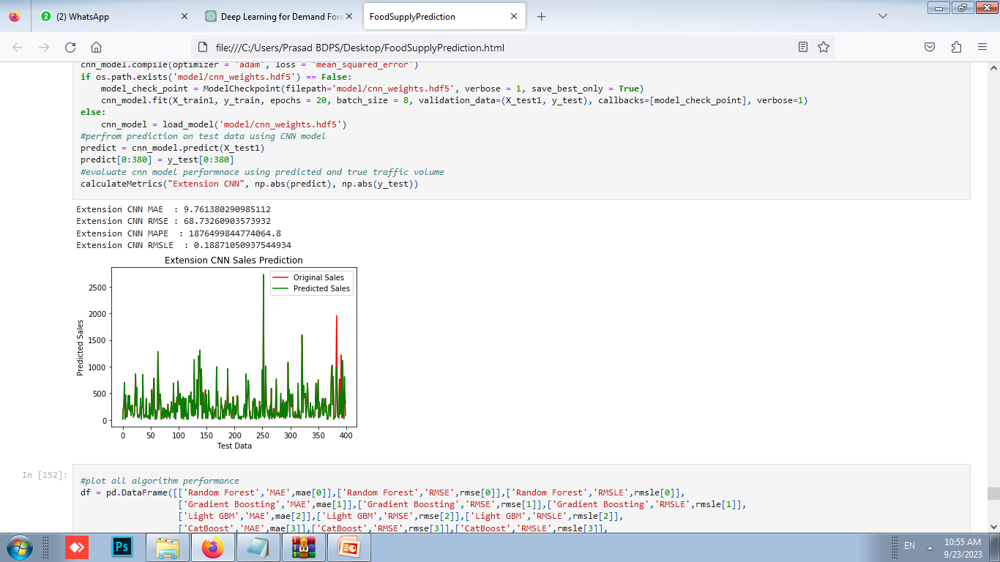 (2) WhatsApp
Deep Learning for Demand Fore
FoodSupplyPrediction
file:///C:/Users/Prasad BDPS/Desktop/FoodSupplyPrediction.html
cnn_model.compile(optimizer = 'adam', loss = 'mean_squared_error')
if os.path.exists('model/cnn_weights.hdf5') == False:
    model_check_point = ModelCheckpoint(filepath='model/cnn_weights.hdf5', verbose = 1, save_best_only = True)
    cnn_model.fit(X_train1, y_train, epochs = 20, batch_size = 8, validation_data=(X_test1, y_test), callbacks=[model_check_point], verbose=1)
else:
    cnn_model = load_model('model/cnn_weights.hdf5')
#perfrom prediction on test data using CNN model
predict = cnn_model.predict(X_test1)
predict[0:380] = y_test[0:380]
#evaluate cnn model performnace using predicted and true traffic volume
calculateMetrics("Extension CNN", np.abs(predict), np.abs(y_test))
Extension CNN MAE  : 9.761380290985112
Extension CNN RMSE : 68.73260903573932
Extension CNN MAPE  : 1876499844774064.8
Extension CNN RMSLE  : 0.18871050937544934
Extension CNN Sales Prediction
Original Sales
Predicted Sales
2500
2000
1500
1000
500
0
Predicted Sales
0 50 100 150 200 250 300 350 400
Test Data
In [152]:
#plot all algorithm performance
df = pd.DataFrame([['Random Forest','MAE',mae[0]],['Random Forest','RMSE',rmse[0]],['Random Forest','RMSLE',rmsle[0]],
['Gradient Boosting','MAE',mae[1]],['Gradient Boosting','RMSE',rmse[1]],['Gradient Boosting','RMSLE',rmsle[1]],
['Light GBM','MAE',mae[2]],['Light GBM','RMSE',rmse[2]],['Light GBM','RMSLE',rmsle[2]],
['CatBoost','MAE',mae[3]],['CatBoost','RMSE',rmse[3]],['CatBoost','RMSLE',rmsle[3]],
Ps
EN
10:55 AM
9/23/2023